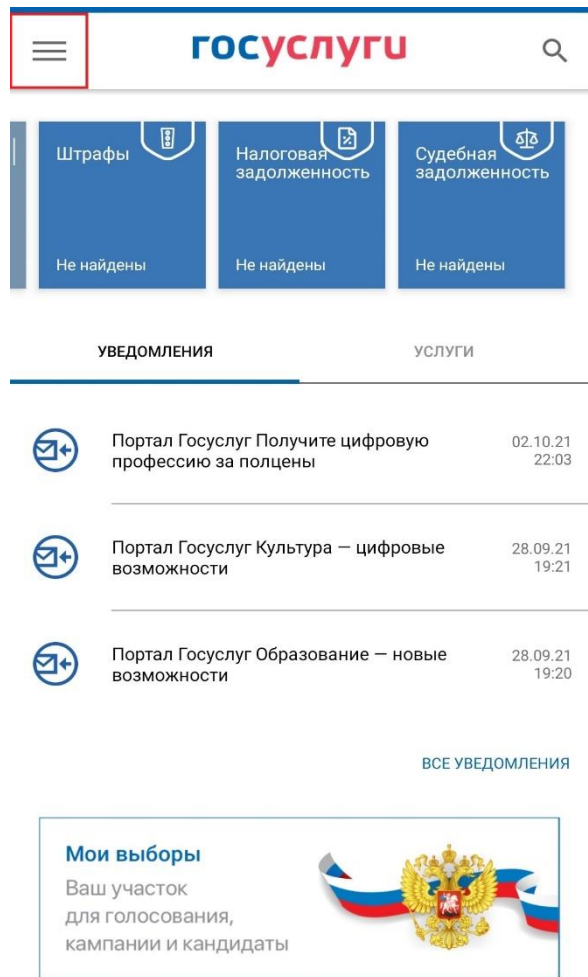 госуслуги
Штрафы
Не найдены
Налоговая
задолженность
Не найдены
Судебная
задолженность
Не найдены
УВЕДОМЛЕНИЯ
УСЛУГИ
Портал Госуслуг Получите цифровую
профессию за полцены
02.10.21
22:03
Портал Госуслуг Культура — цифровые
возможности
28.09.21
19:21
Портал Госуслуг Образование — новые
возможности
28.09.21
19:20
ВСЕ УВЕДОМЛЕНИЯ
Мои выборы
Ваш участок
для голосования,
кампании и кандидаты